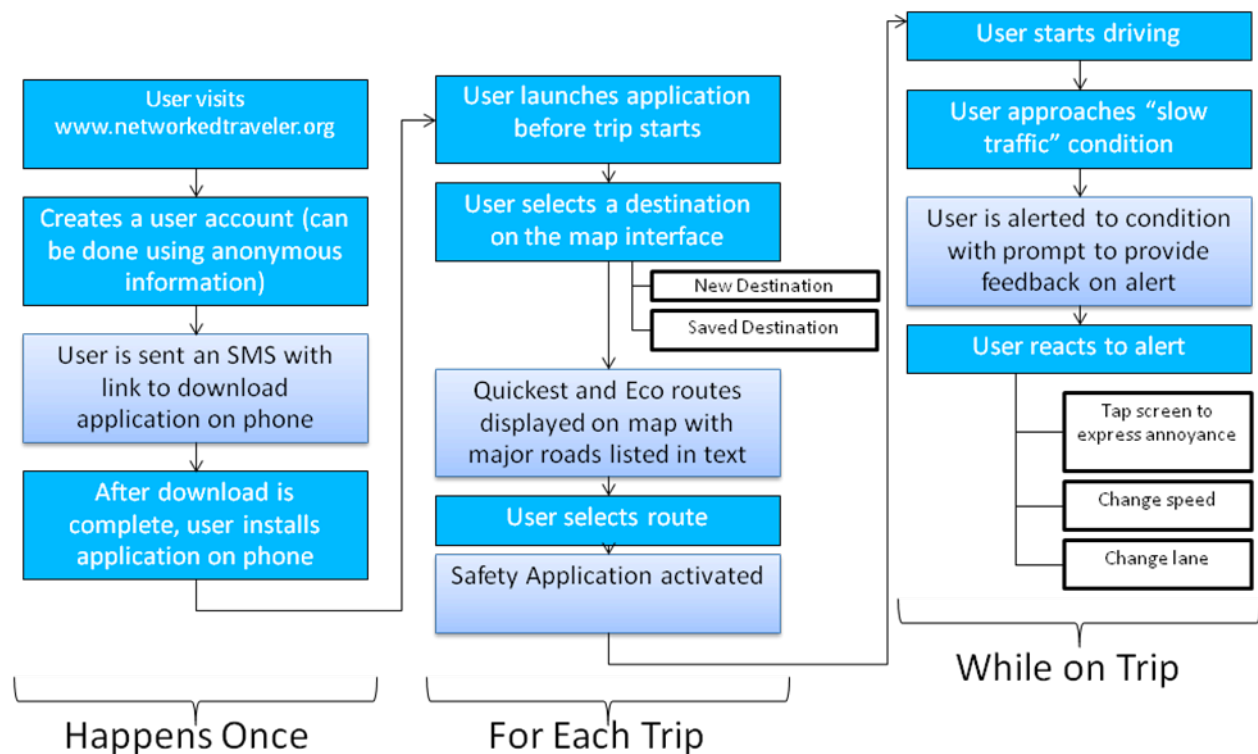 User visits
www.networkedtraveler.org
Creates a user account (can
be done using anonymous
information)
User is sent an SMS with
link to download
application on phone
After download is
complete, user installs
application on phone
Happens Once
User launches application
before trip starts
User selects a destination
on the map interface
New Destination
Saved Destination
Quickest and Eco routes
displayed on map with
major roads listed in text
User selects route
Safety Application activated
For Each Trip
User starts driving
User approaches “slow
traffic” condition
User is alerted to condition
with prompt to provide
feedback on alert
User reacts to alert
Tap screen to
express annoyance
Change speed
Change lane
While on Trip